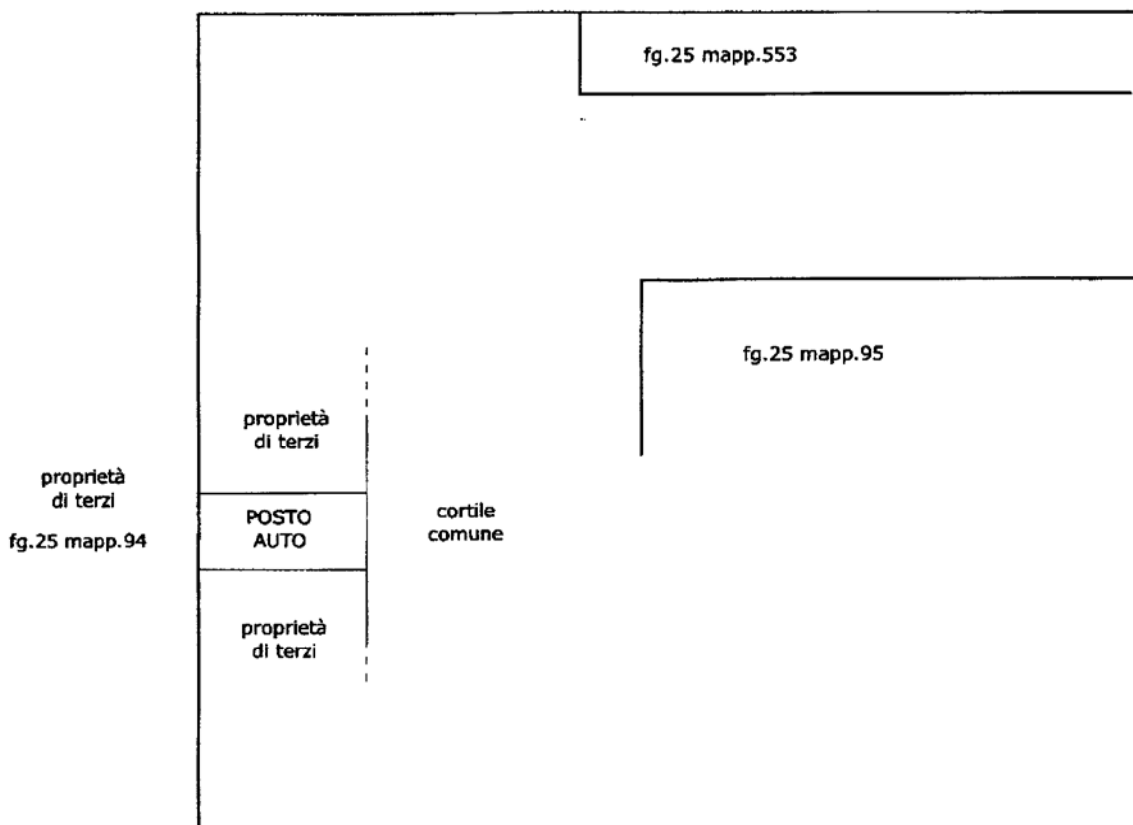 fg.25 mapp.553
fg.25 mapp.95
proprietà
di terzi
proprietà
di terzi
fg.25 mapp.94
POSTO
AUTO
cortile
comune
proprietà
di terzi